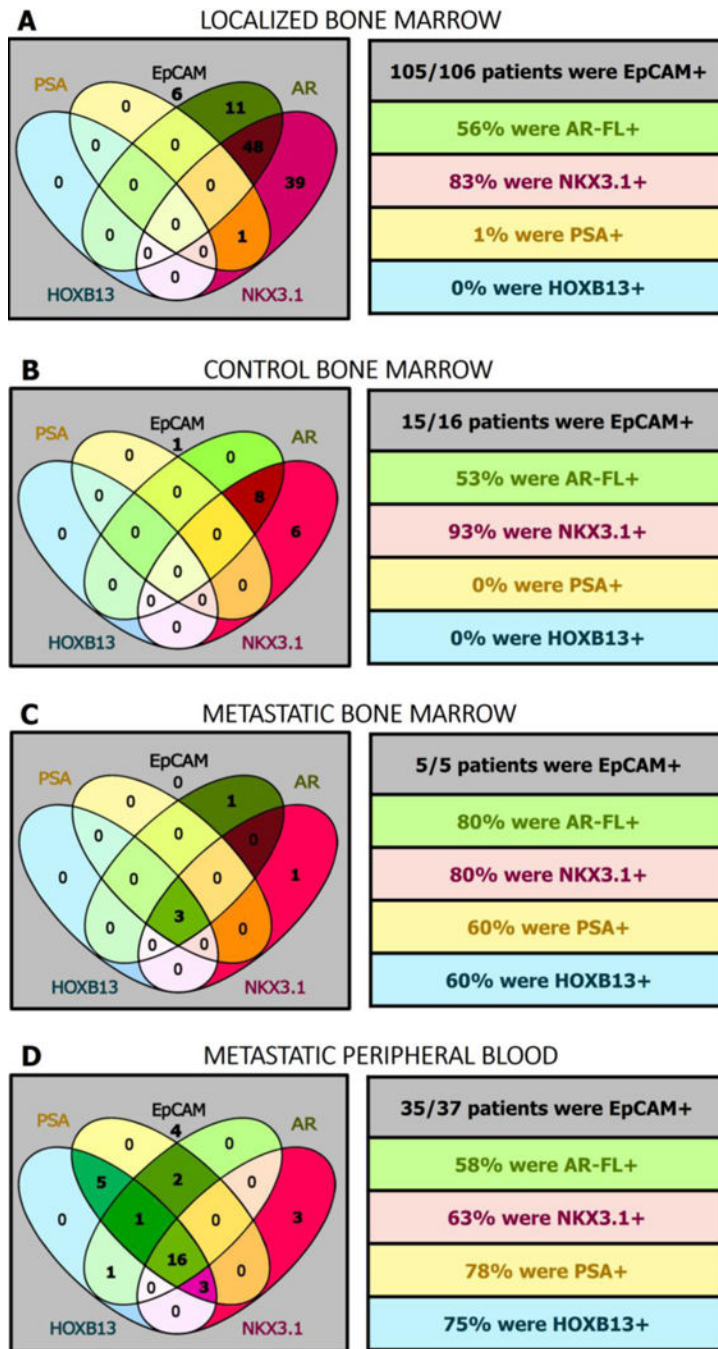 A LOCALIZED BONE MARROW
EpCAM
PSA 6 AR
0 11
0 0 48
0 0 0 39
0
0 0 0 1
0
HOXB13 NKX3.1
105/106 patients were EpCAM+
56% were AR-FL+
83% were NKX3.1+
1% were PSA+
0% were HOXB13+
B CONTROL BONE MARROW
EpCAM
PSA 1 AR
0 0
0 0 8
0 0 0 6
0
0 0 0 0
0
HOXB13 NKX3.1
15/16 patients were EpCAM+
53% were AR-FL+
93% were NKX3.1+
0% were PSA+
0% were HOXB13+
C METASTATIC BONE MARROW
EpCAM
PSA 0 AR
0 1
0 0 0
0 0 0 1
3
0 0 0 0
0
HOXB13 NKX3.1
5/5 patients were EpCAM+
80% were AR-FL+
80% were NKX3.1+
60% were PSA+
60% were HOXB13+
D METASTATIC PERIPHERAL BLOOD
EpCAM
PSA 4 AR
0 0
5 2 0
0 1 0 3
16
1 0 3 0
0
HOXB13 NKX3.1
35/37 patients were EpCAM+
58% were AR-FL+
63% were NKX3.1+
78% were PSA+
75% were HOXB13+